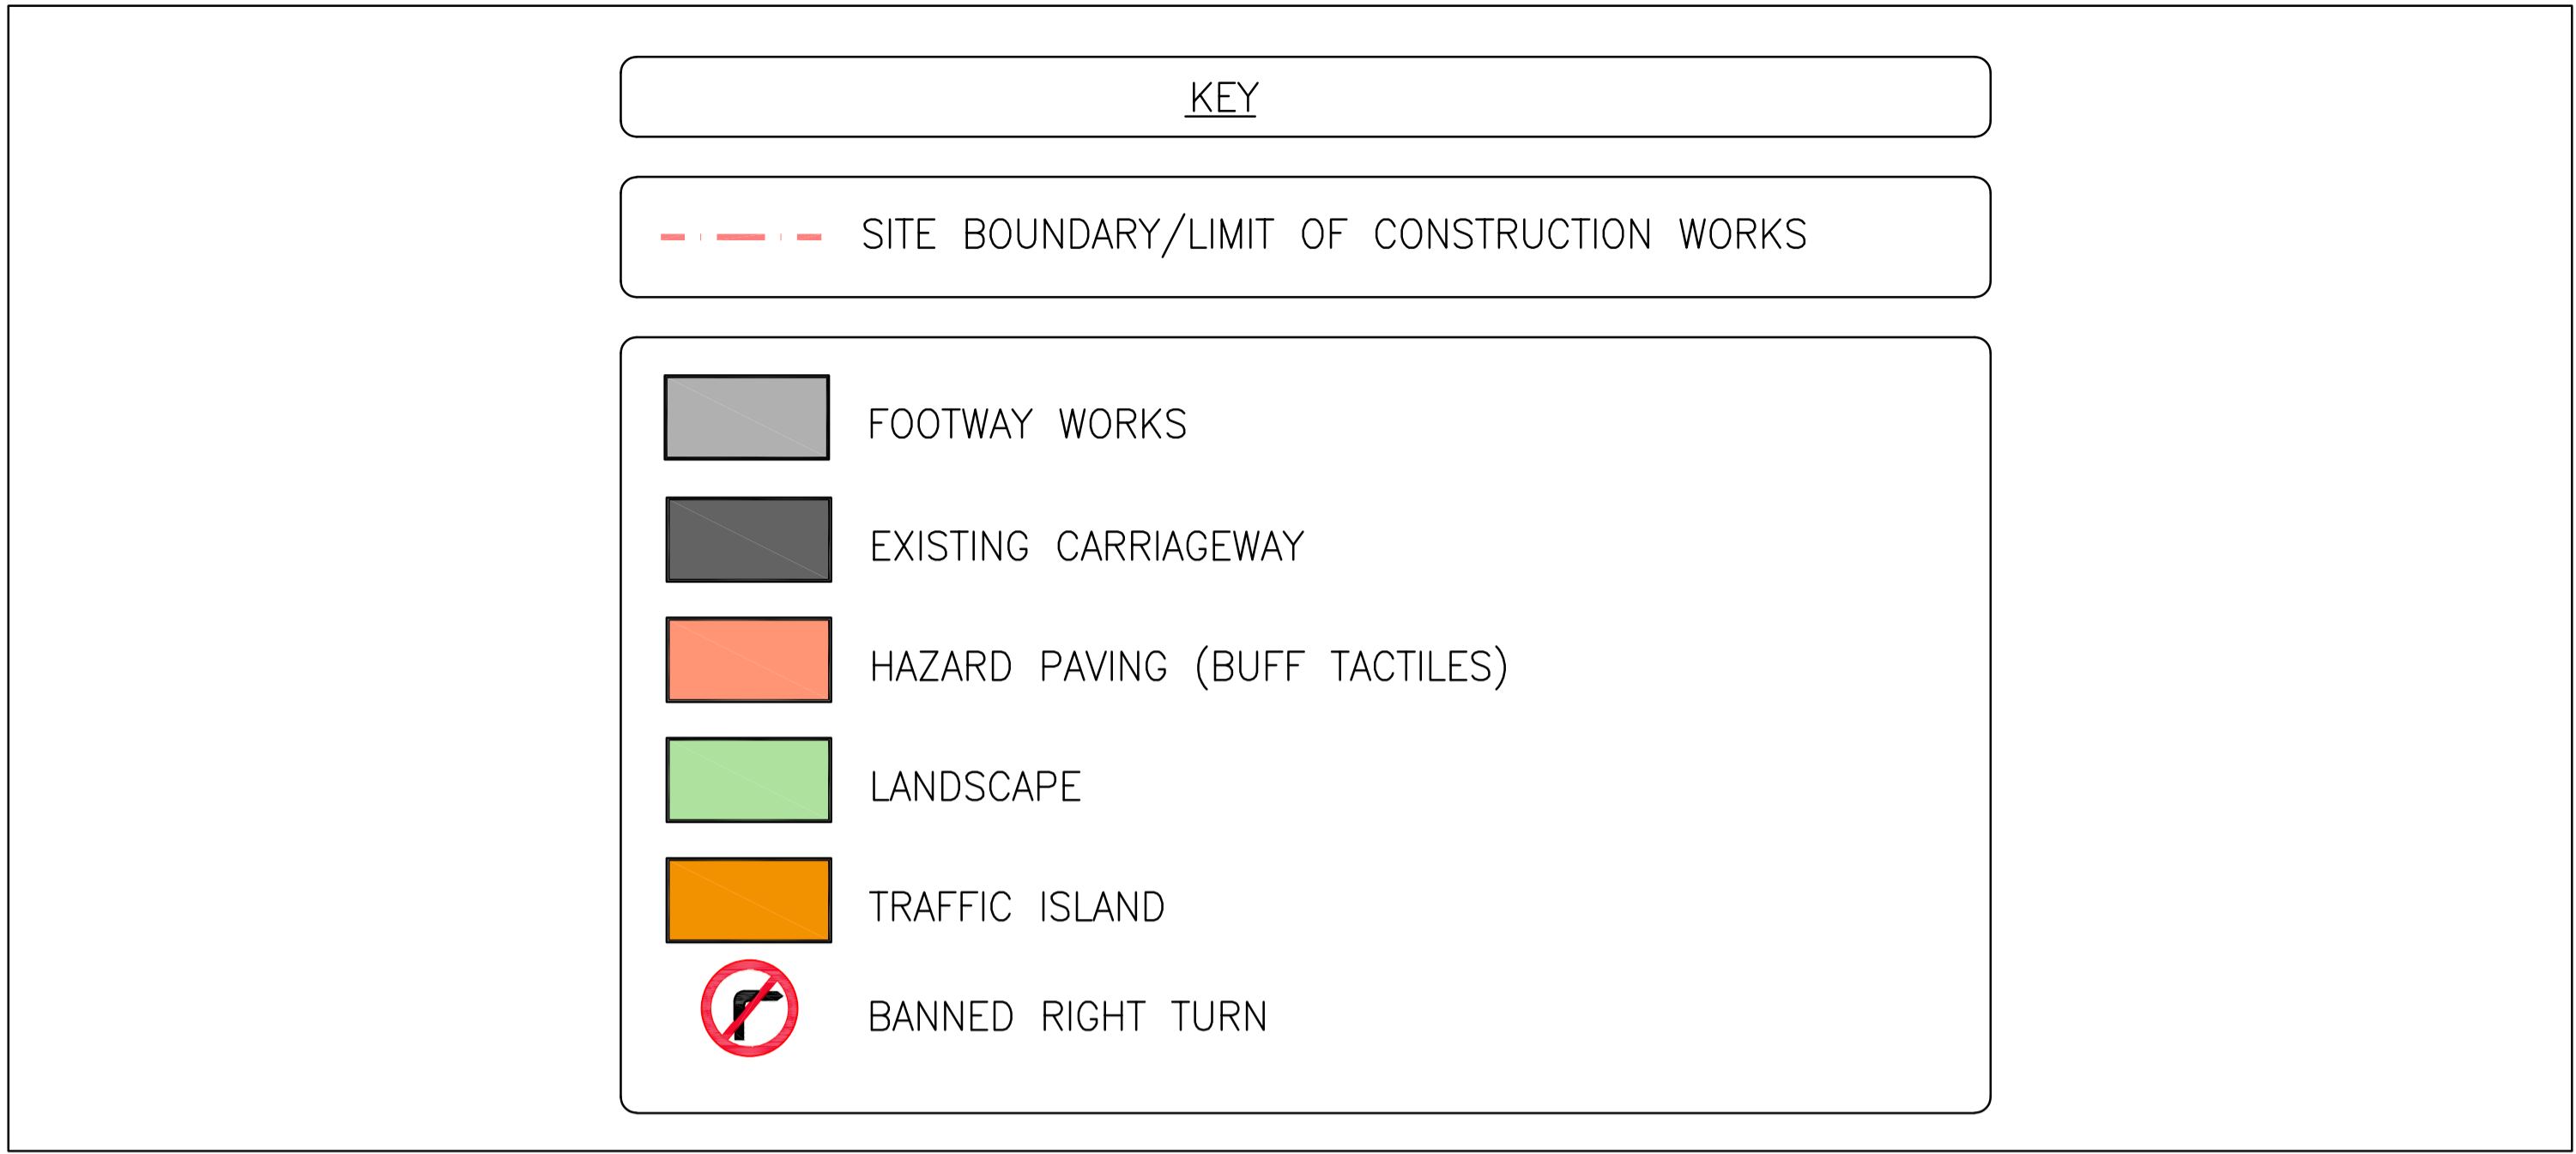 KEY
SITE BOUNDARY/LIMIT OF CONSTRUCTION WORKS
FOOTWAY WORKS
EXISTING CARRIAGEWAY
HAZARD PAVING (BUFF TACTILES)
LANDSCAPE
TRAFFIC ISLAND
BANNED RIGHT TURN